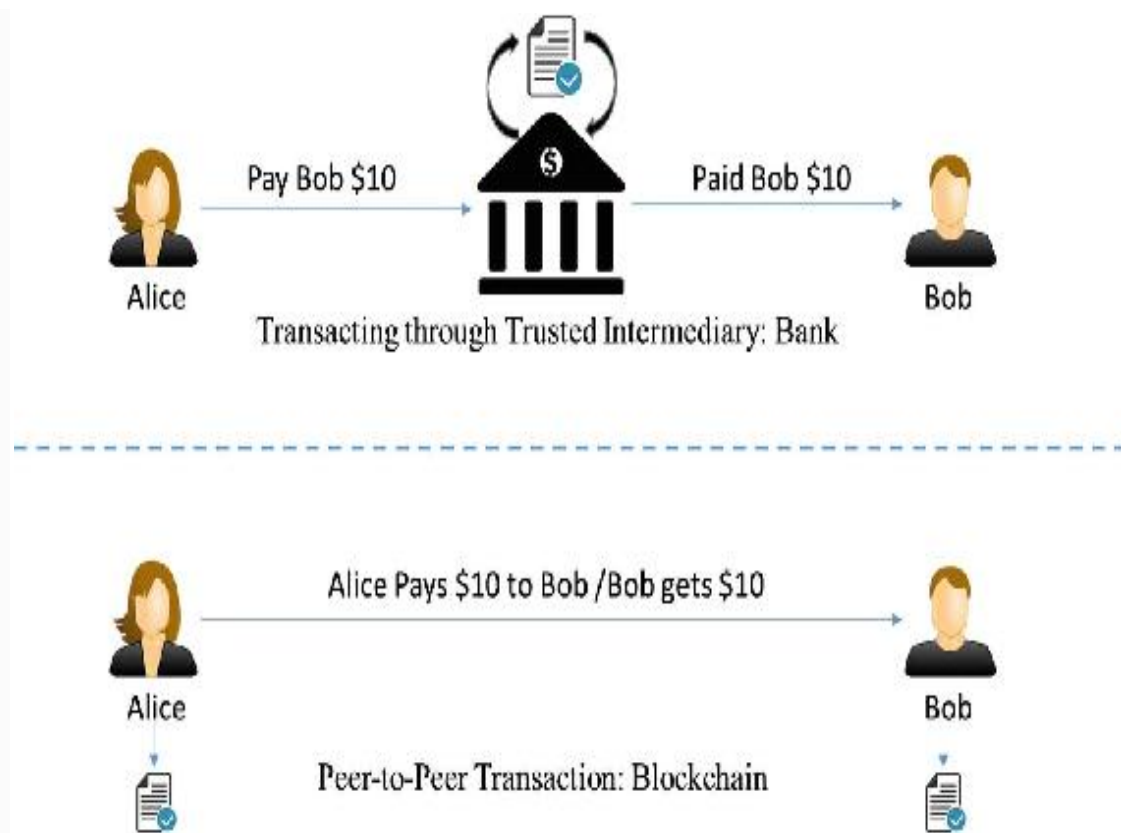 $
Pay Bob $10
Paid Bob $10
Alice
Bob
Transacting through Trusted Intermediary: Bank
Alice Pays $10 to Bob /Bob gets $10
Alice
Bob
Peer-to-Peer Transaction: Blockchain